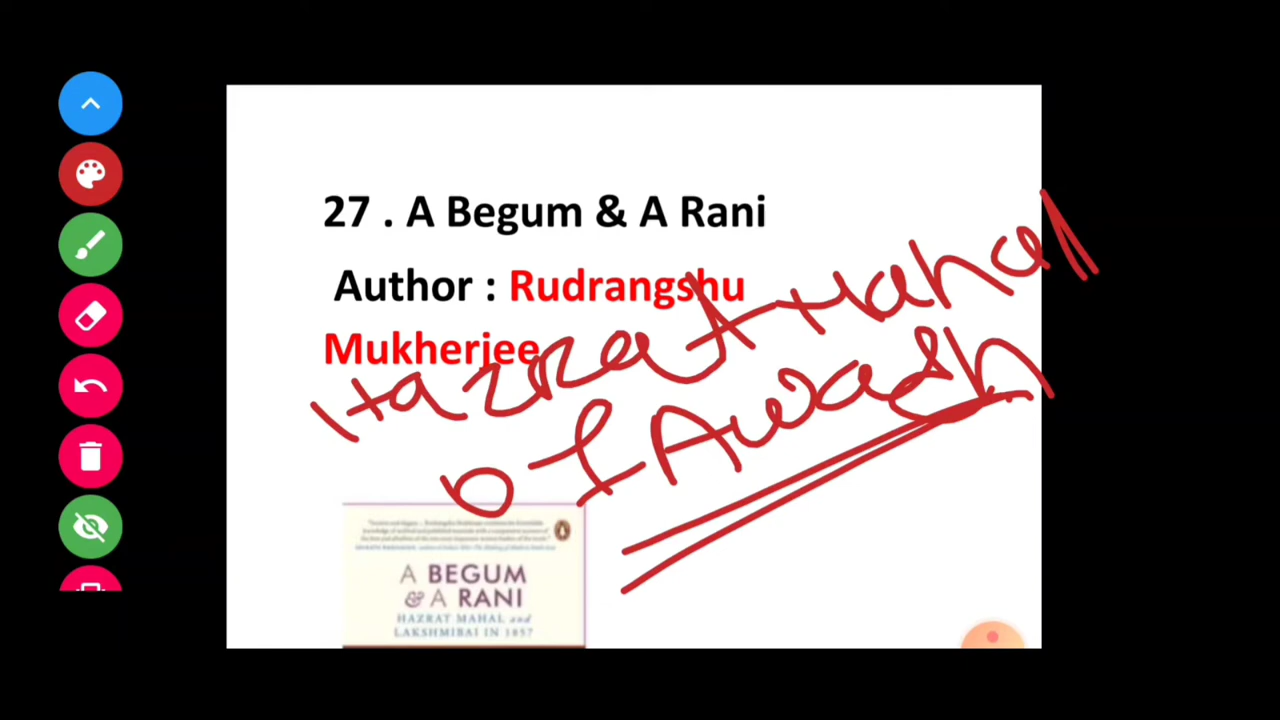 27 . A Begum & A Rani
Author : Rudrangshu
Mukherjee
Hazrat Mahal
Of Awadh
A BEGUM
& A RANI
HAZRAT MAHAL and
LAKSHMIBAI IN 1857